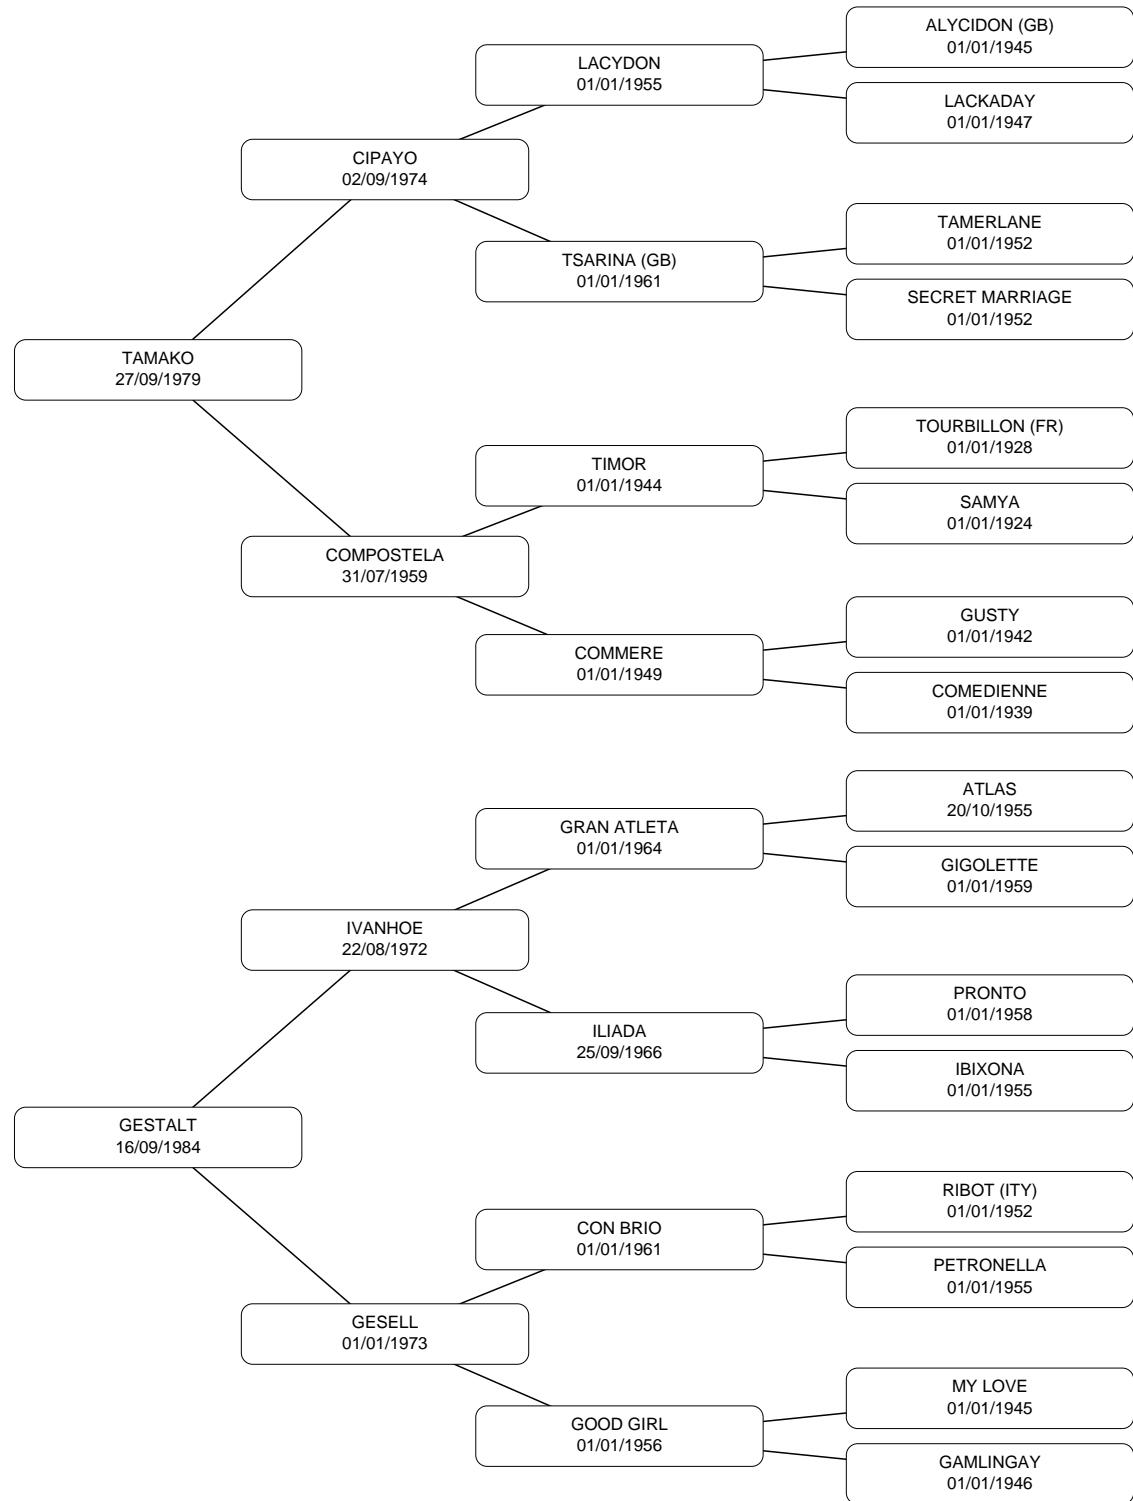 ALYCIDON (GB)
01/01/1945
LACYDON
01/01/1955
LACKADAY
01/01/1947
CIPAYO
02/09/1974
TAMERLANE
01/01/1952
TSARINA (GB)
01/01/1961
SECRET MARRIAGE
01/01/1952
TAMAKO
27/09/1979
TOURBILLON (FR)
01/01/1928
TIMOR
01/01/1944
SAMYA
01/01/1924
COMPOSTELA
31/07/1959
GUSTY
01/01/1942
COMMERE
01/01/1949
COMEDIENNE
01/01/1939
ATLAS
20/10/1955
GRAN ATLETA
01/01/1964
GIGOLETTE
01/01/1959
IVANHOE
22/08/1972
PRONTO
01/01/1958
ILIADA
25/09/1966
IBIXONA
01/01/1955
GESTALT
16/09/1984
RIBOT (ITY)
01/01/1952
CON BRIO
01/01/1961
PETRONELLA
01/01/1955
GESELL
01/01/1973
MY LOVE
01/01/1945
GOOD GIRL
01/01/1956
GAMLINGAY
01/01/1946